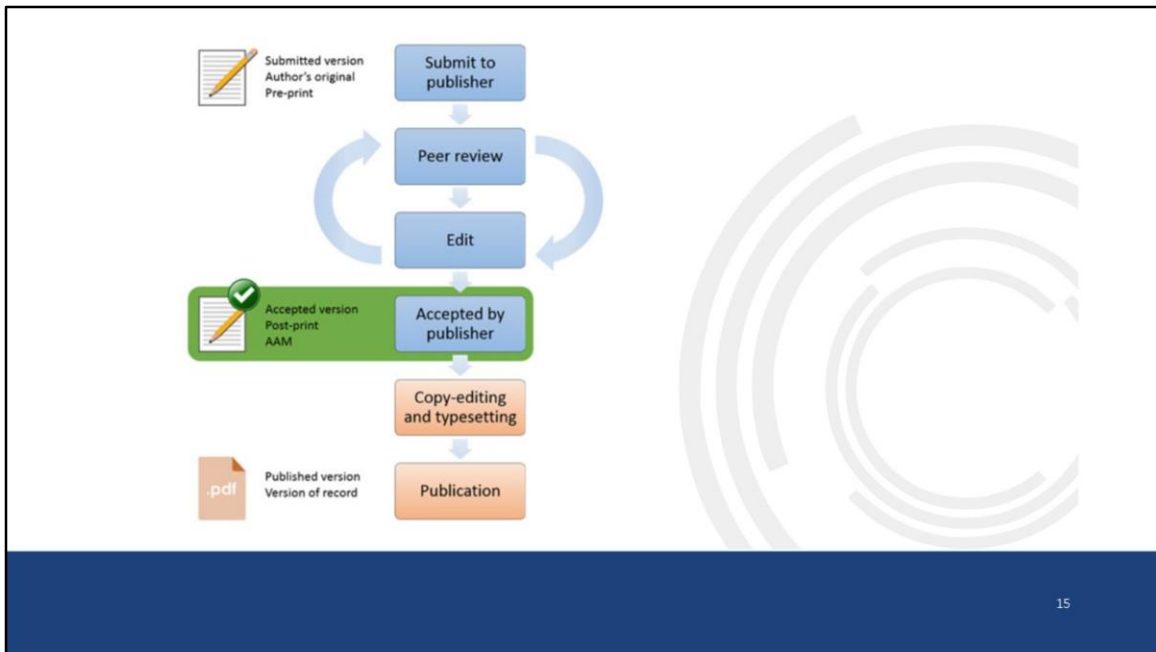 Submitted version
Author's original
Pre-print
Submit to
publisher
Peer review
Edit
Accepted version
Post-print
AAM
Accepted by
publisher
Copy-editing
and typesetting
.pdf
Published version
Version of record
Publication
15